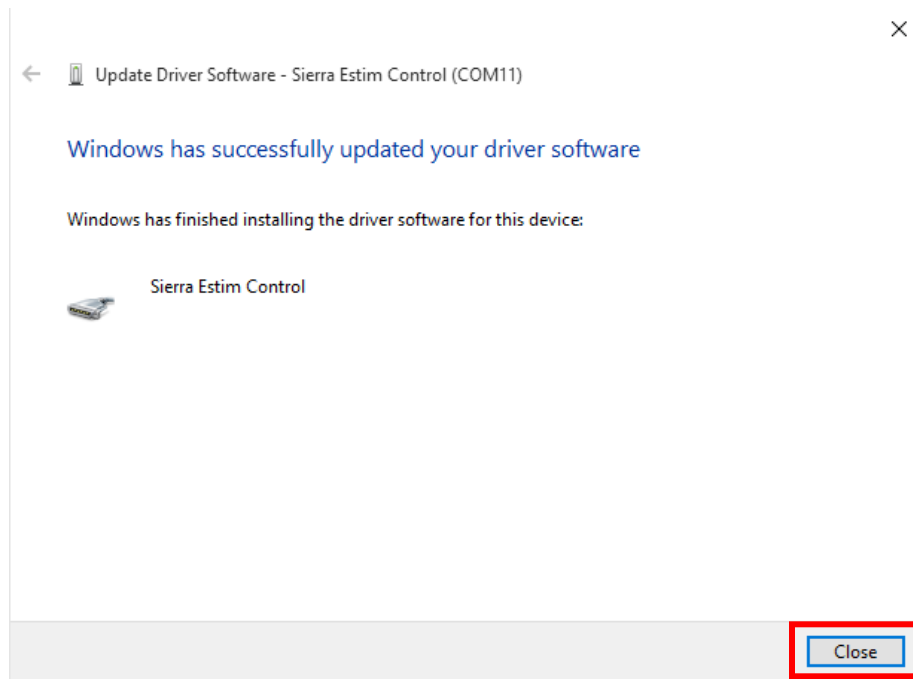 Update Driver Software - Sierra Estim Control (COM11)
Windows has successfully updated your driver software
Windows has finished installing the driver software for this device:
Sierra Estim Control
Close